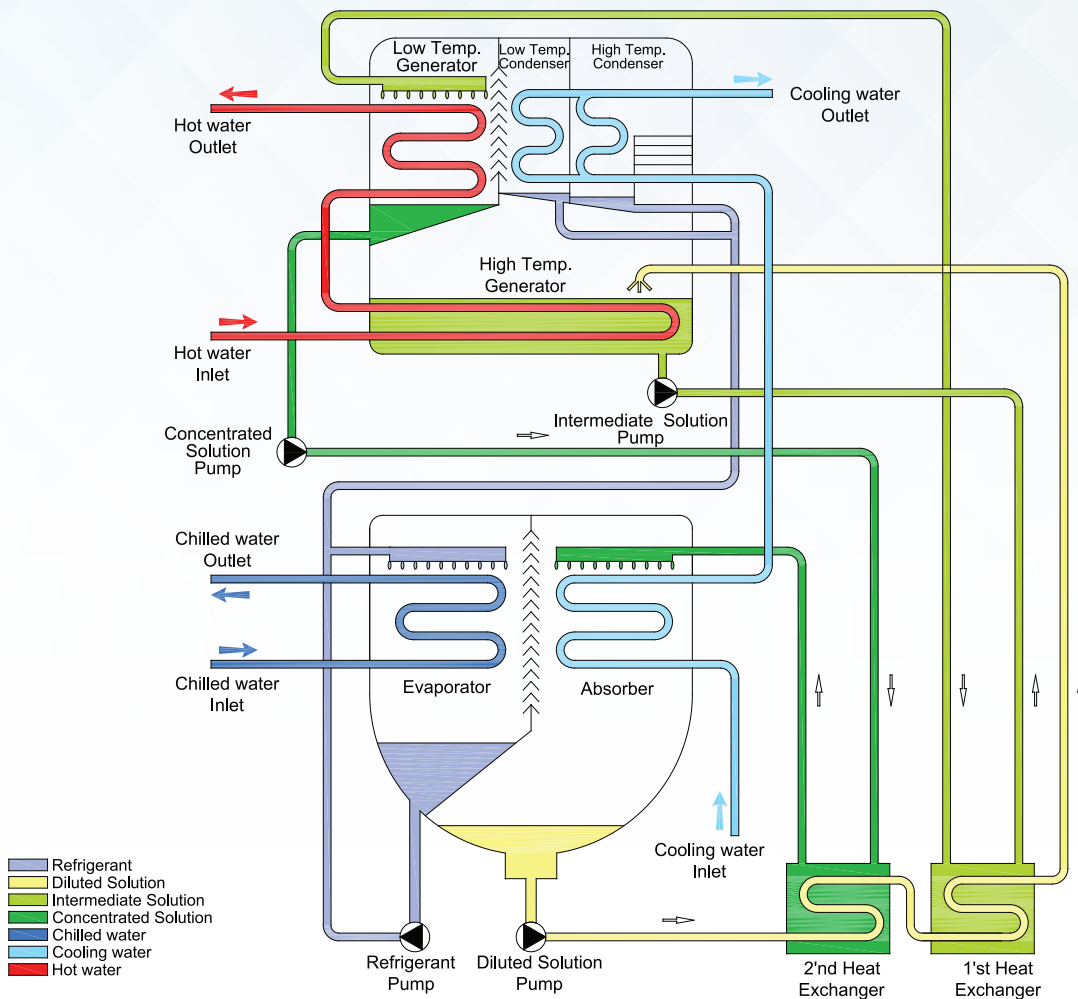 Low Temp.
Generator
Low Temp.
Condenser
High Temp.
Condenser
Cooling water
Outlet
Hot water
Outlet
High Temp.
Generator
Hot water
Inlet
Intermediate Solution
Pump
Concentrated
Solution
Pump
Chilled water
Outlet
Chilled water
Inlet
Evaporator
Absorber
Cooling water
Inlet
Refrigerant
Diluted Solution
Intermediate Solution
Concentrated Solution
Chilled water
Cooling water
Hot water
Refrigerant
Pump
Diluted Solution
Pump
2'nd Heat
Exchanger
1'st Heat
Exchanger